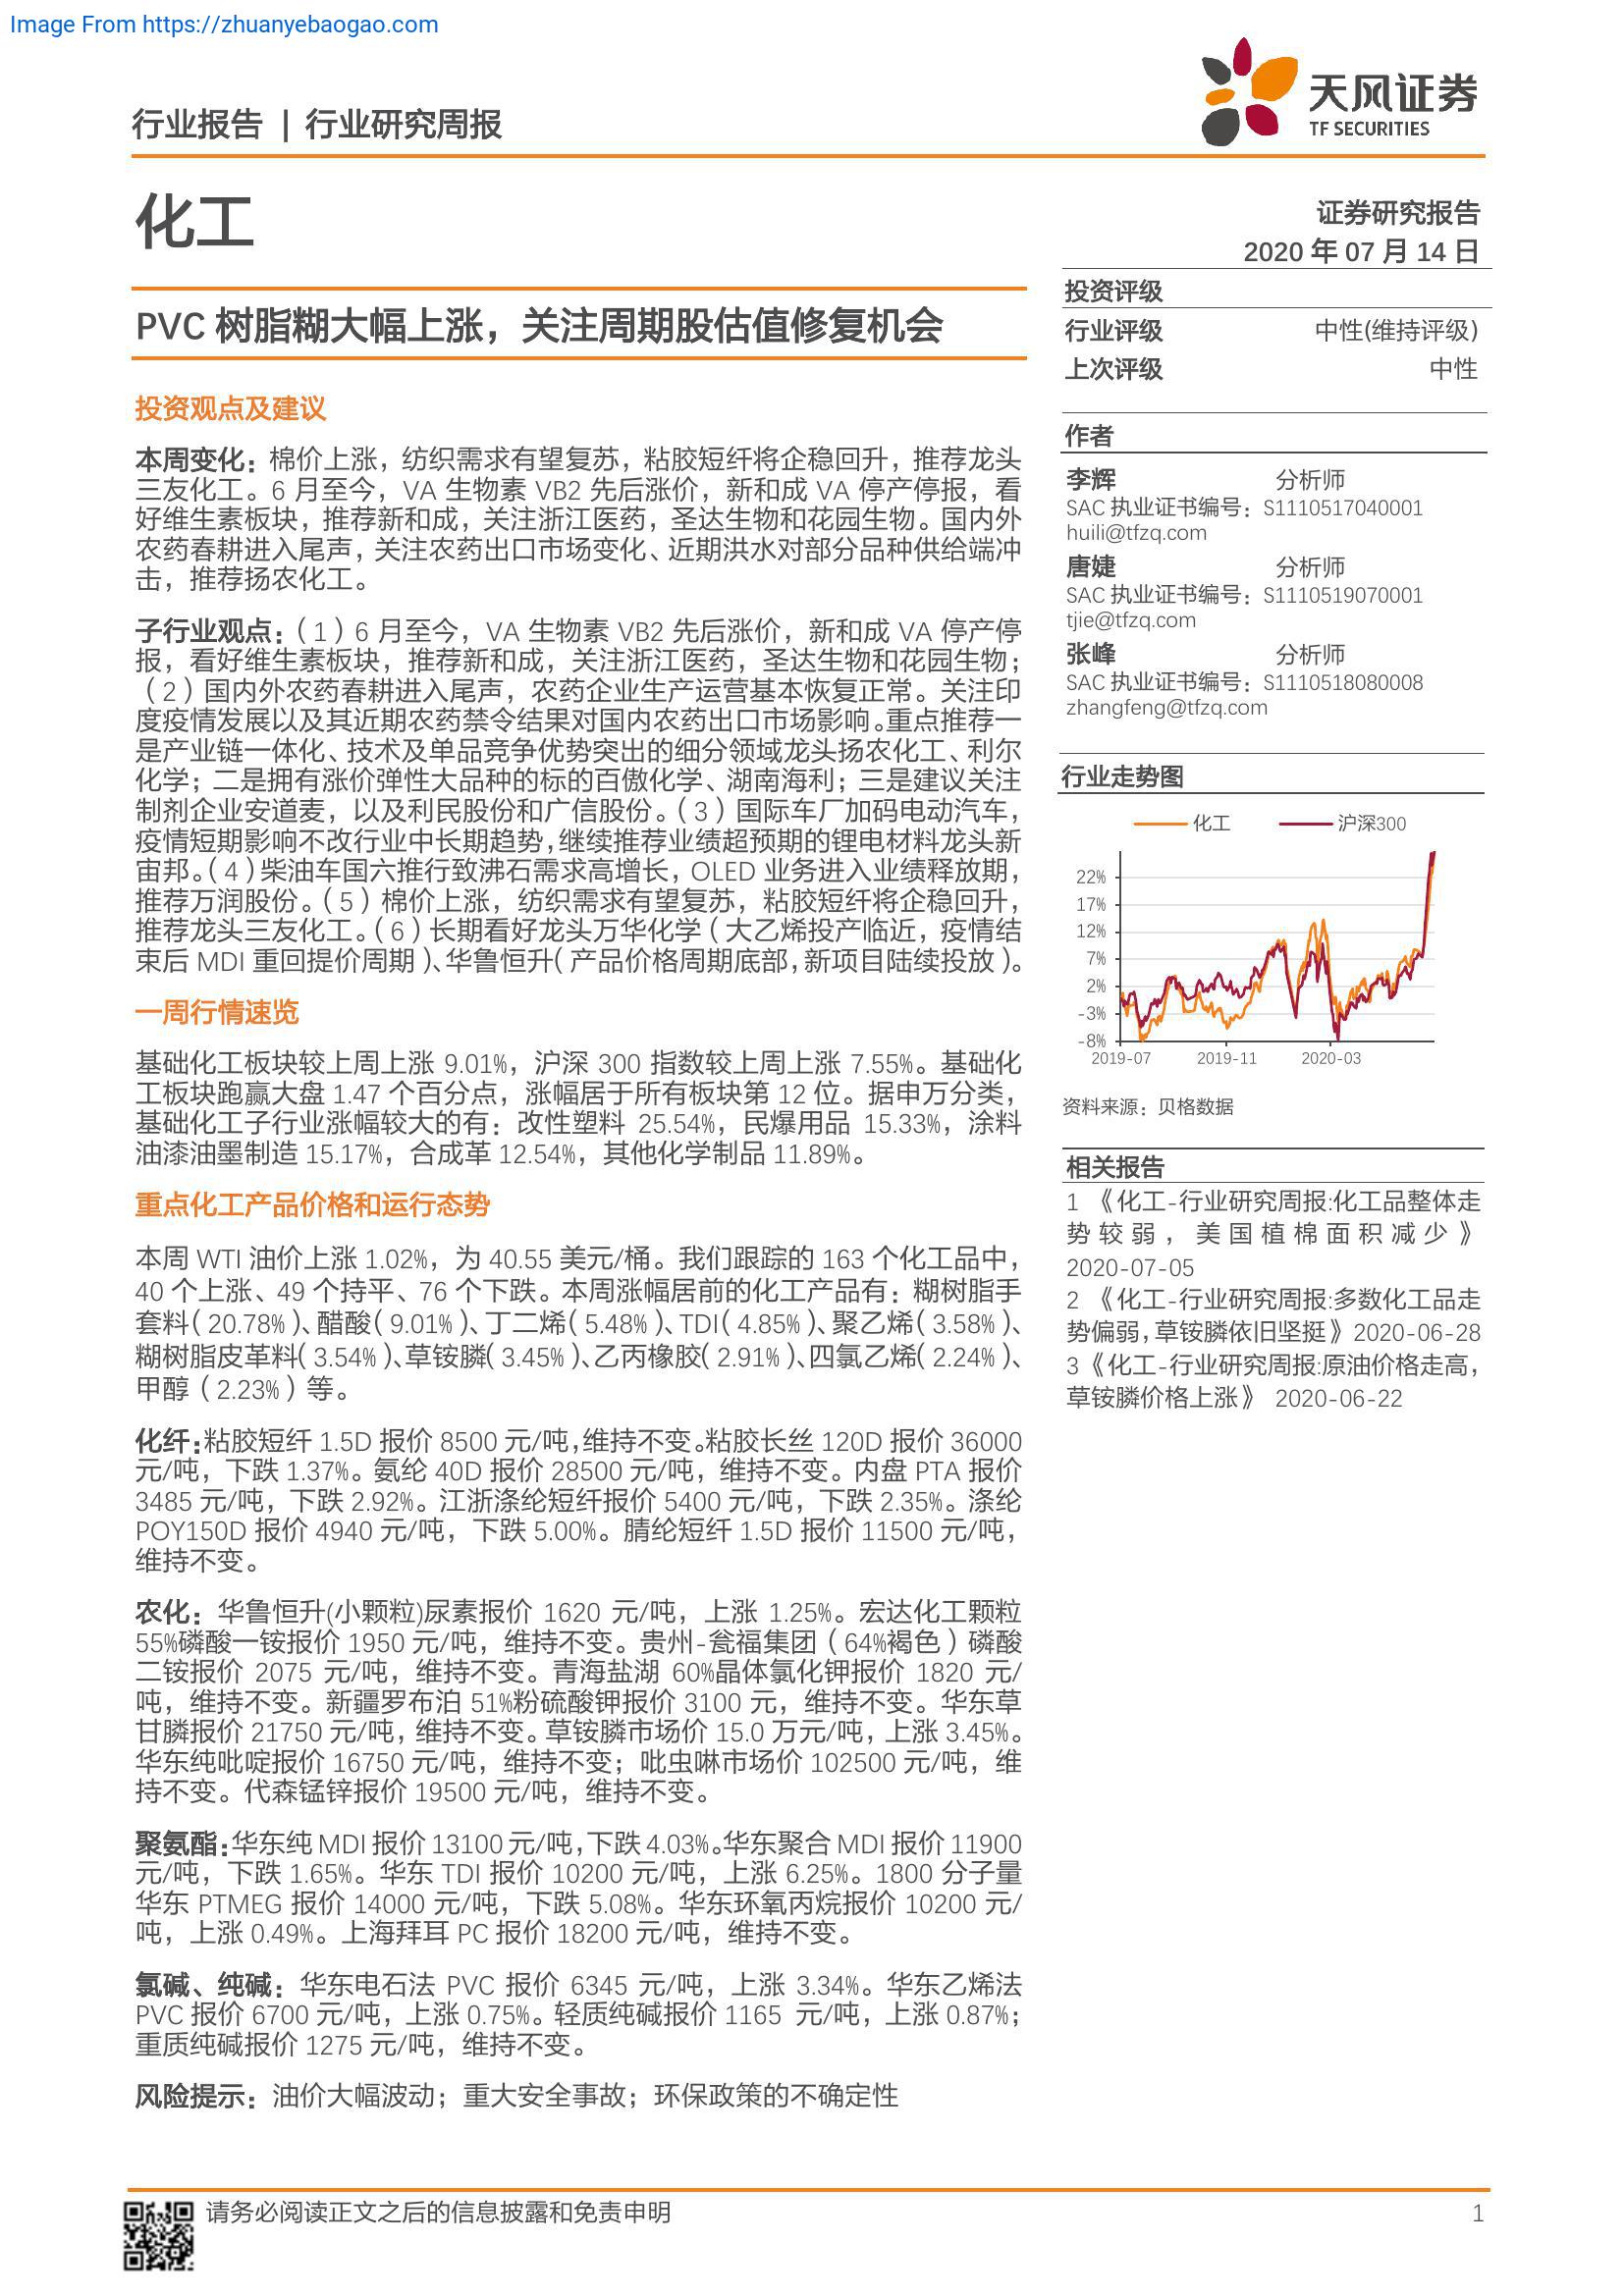 Image From https://zhuanyebaogao.com
行业报告 | 行业研究周报
天风证券
TF SECURITIES
化工
证券研究报告
2020 年 07 月 14 日
PVC 树脂糊大幅上涨，关注周期股估值修复机会
投资观点及建议
本周变化：棉价上涨，纺织需求有望复苏，粘胶短纤将企稳回升，推荐龙头
三友化工。6 月至今，VA 生物素 VB2 先后涨价，新和成 VA 停产停报，看
好维生素板块，推荐新和成，关注浙江医药，圣达生物和花园生物。国内外
农药春耕进入尾声，关注农药出口市场变化、近期洪水对部分品种供给端冲
击，推荐扬农化工。
子行业观点：（1）6 月至今，VA 生物素 VB2 先后涨价，新和成 VA 停产停
报，看好维生素板块，推荐新和成，关注浙江医药，圣达生物和花园生物；
（2）国内外农药春耕进入尾声，农药企业生产运营基本恢复正常。关注印
度疫情发展以及其近期农药禁令结果对国内农药出口市场影响。重点推荐一
是产业链一体化、技术及单品竞争优势突出的细分领域龙头扬农化工、利尔
化学；二是拥有涨价弹性大品种的标的百傲化学、湖南海利；三是建议关注
制剂企业安道麦，以及利民股份和广信股份。（3）国际车厂加码电动汽车，
疫情短期影响不改行业中长期趋势，继续推荐业绩超预期的锂电材料龙头新
宙邦。（4）柴油车国六推行致沸石需求高增长，OLED 业务进入业绩释放期，
推荐万润股份。（5）棉价上涨，纺织需求有望复苏，粘胶短纤将企稳回升，
推荐龙头三友化工。（6）长期看好龙头万华化学（大乙烯投产临近，疫情结
束后 MDI 重回提价周期）、华鲁恒升（产品价格周期底部，新项目陆续投放）。
一周行情速览
基础化工板块较上周上涨 9.01%，沪深 300 指数较上周上涨 7.55%。基础化
工板块跑赢大盘 1.47 个百分点，涨幅居于所有板块第 12 位。据申万分类，
基础化工子行业涨幅较大的有：改性塑料 25.54%，民爆用品 15.33%，涂料
油漆油墨制造 15.17%，合成革 12.54%，其他化学制品 11.89%。
重点化工产品价格和运行态势
本周 WTI 油价上涨 1.02%，为 40.55 美元/桶。我们跟踪的 163 个化工品中，
40 个上涨、49 个持平、76 个下跌。本周涨幅居前的化工产品有：糊树脂手
套料（20.78%）、醋酸（9.01%）、丁二烯（5.48%）、TDI（4.85%）、聚乙烯（3.58%）、
糊树脂皮革料（3.54%）、草铵膦（3.45%）、乙丙橡胶（2.91%）、四氯乙烯（2.24%）、
甲醇（2.23%）等。
化纤：粘胶短纤 1.5D 报价 8500 元/吨，维持不变。粘胶长丝 120D 报价 36000
元/吨，下跌 1.37%。氨纶 40D 报价 28500 元/吨，维持不变。内盘 PTA 报价
3485 元/吨，下跌 2.92%。江浙涤纶短纤报价 5400 元/吨，下跌 2.35%。涤纶
POY150D 报价 4940 元/吨，下跌 5.00%。腈纶短纤 1.5D 报价 11500 元/吨，
维持不变。
农化：华鲁恒升(小颗粒)尿素报价 1620 元/吨，上涨 1.25%。宏达化工颗粒
55%磷酸一铵报价 1950 元/吨，维持不变。贵州-瓮福集团（64%褐色）磷酸
二铵报价 2075 元/吨，维持不变。青海盐湖 60%晶体氯化钾报价 1820 元/
吨，维持不变。新疆罗布泊 51%粉硫酸钾报价 3100 元，维持不变。华东草
甘膦报价 21750 元/吨，维持不变。草铵膦市场价 15.0 万元/吨，上涨 3.45%。
华东纯吡啶报价 16750 元/吨，维持不变；吡虫啉市场价 102500 元/吨，维
持不变。代森锰锌报价 19500 元/吨，维持不变。
聚氨酯：华东纯 MDI 报价 13100 元/吨，下跌 4.03%。华东聚合 MDI 报价 11900
元/吨，下跌 1.65%。华东 TDI 报价 10200 元/吨，上涨 6.25%。1800 分子量
华东 PTMEG 报价 14000 元/吨，下跌 5.08%。华东环氧丙烷报价 10200 元/
吨，上涨 0.49%。上海拜耳 PC 报价 18200 元/吨，维持不变。
氯碱、纯碱：华东电石法 PVC 报价 6345 元/吨，上涨 3.34%。华东乙烯法
PVC 报价 6700 元/吨，上涨 0.75%。轻质纯碱报价 1165 元/吨，上涨 0.87%；
重质纯碱报价 1275 元/吨，维持不变。
风险提示：油价大幅波动；重大安全事故；环保政策的不确定性
投资评级
行业评级 中性(维持评级)
上次评级 中性
作者
李辉 分析师
SAC 执业证书编号：S1110517040001
huili@tfzq.com
唐婕 分析师
SAC 执业证书编号：S1110519070001
tjie@tfzq.com
张峰 分析师
SAC 执业证书编号：S1110518080008
zhangfeng@tfzq.com
行业走势图
化工 沪深300
22%
17%
12%
7%
2%
-3%
-8%
2019-07 2019-11 2020-03
资料来源：贝格数据
相关报告
1 《化工-行业研究周报:化工品整体走
势较弱，美国植棉面积减少》
2020-07-05
2 《化工-行业研究周报:多数化工品走
势偏弱,草铵膦依旧坚挺》2020-06-28
3《化工-行业研究周报:原油价格走高，
草铵膦价格上涨》 2020-06-22
请务必阅读正文之后的信息披露和免责申明 1